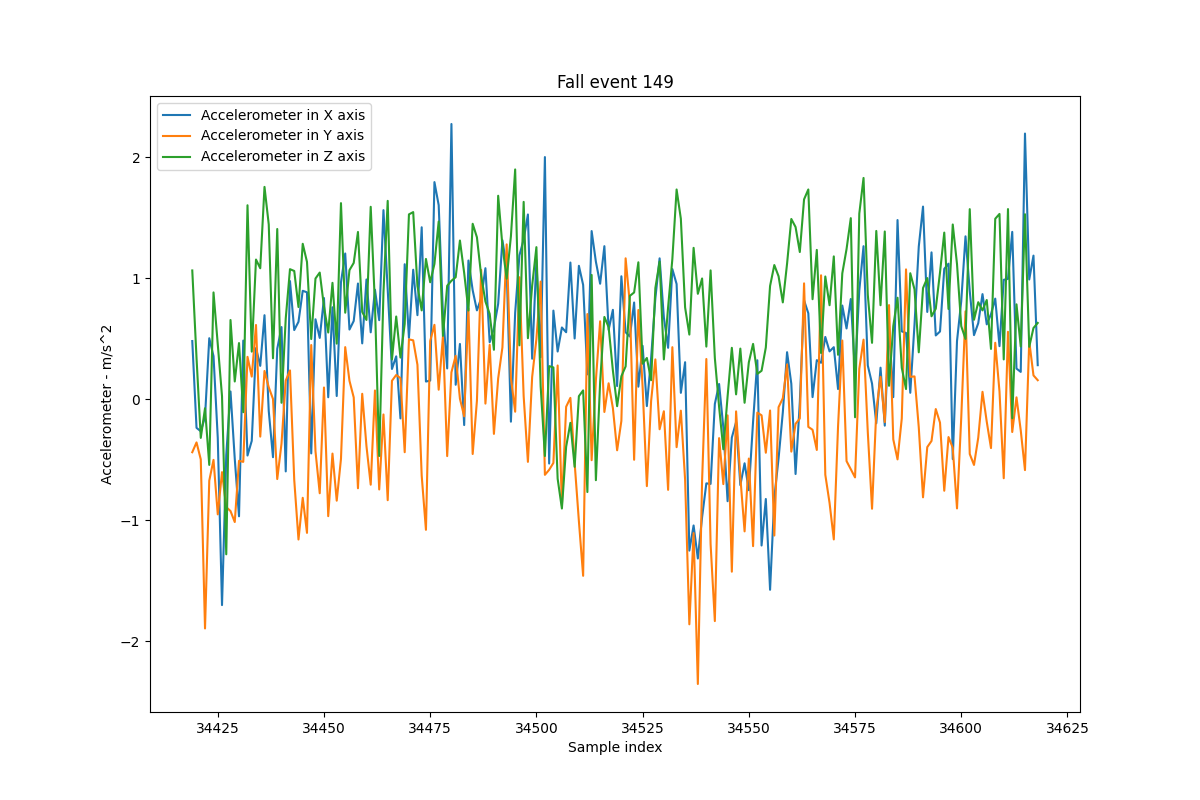 Fall event 149
Accelerometer in X axis
Accelerometer in Y axis
Accelerometer in Z axis
Accelerometer - m/s^2
2
1
0
−1
−2
34425 34450 34475 34500 34525 34550 34575 34600 34625
Sample index